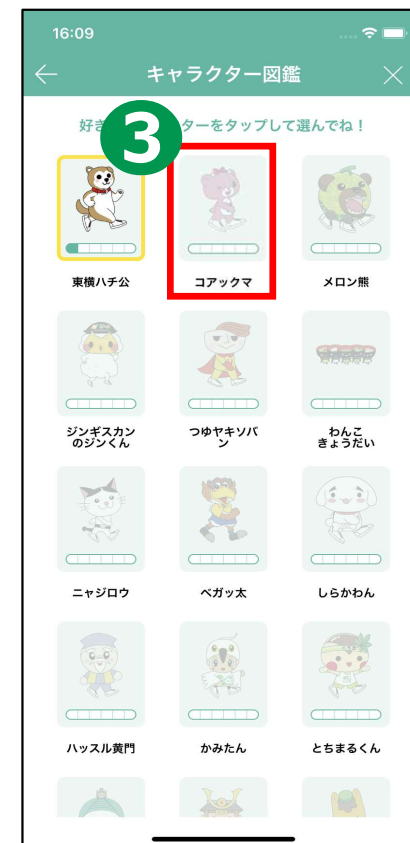 16:09
キャラクター図鑑
好き
3
ターをタップして選んでね！
東横ハチ公
コアックマ
メロン熊
ジンギスカン
のジンくん
つゆヤキソバ
ン
わんこ
きょうだい
ニャジロウ
ベガッ太
しらかわん
ハッスル黄門
かみたん
とちまるくん